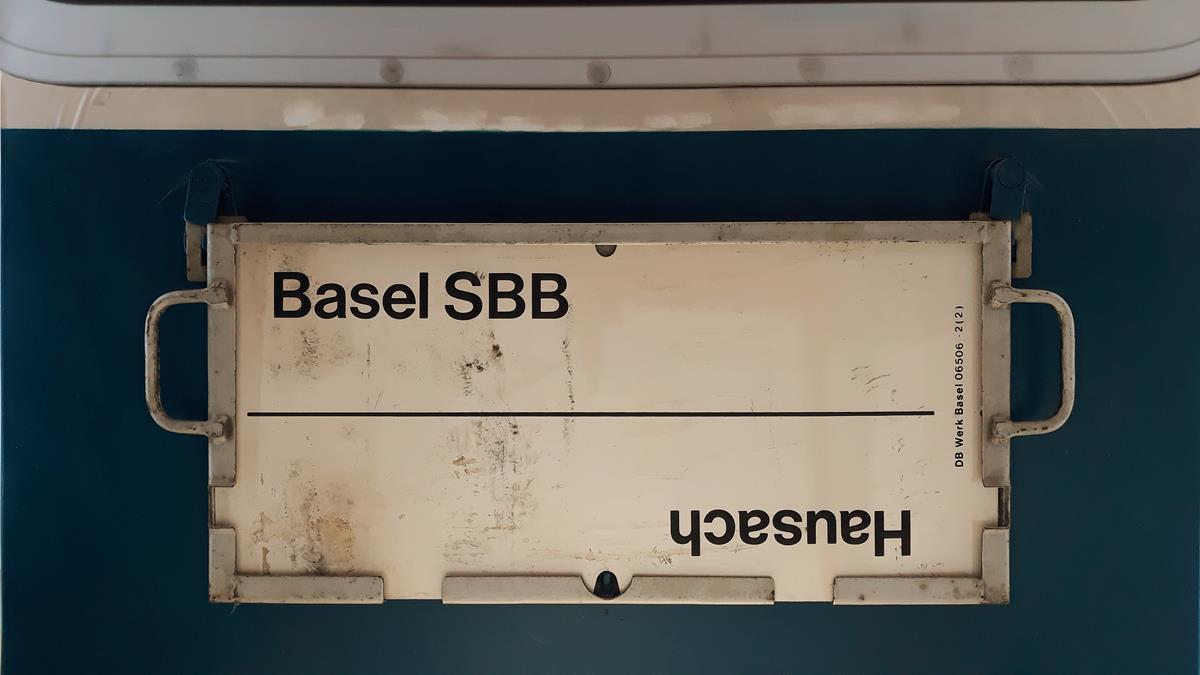 Basel SBB
Hausach
DB Werk Basel 06506 · 2(2)